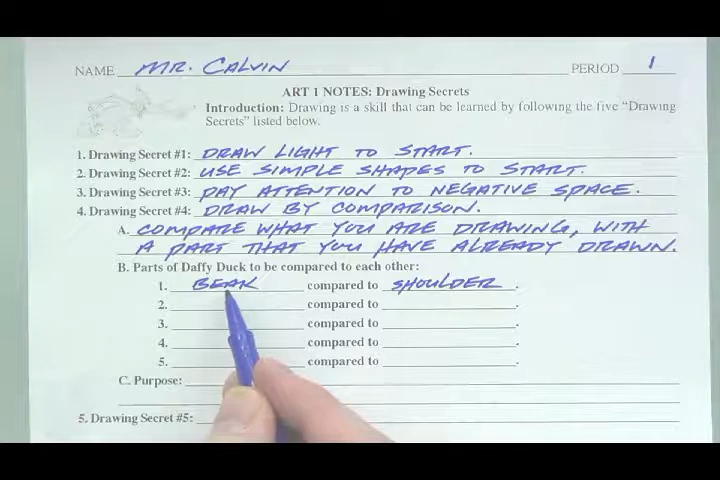 NAME MR. CALVIN PERIOD 1
ART 1 NOTES: Drawing Secrets
Introduction: Drawing is a skill that can be learned by following the five "Drawing
Secrets" listed below.
1. Drawing Secret #1: DRAW LIGHT TO START.
2. Drawing Secret #2: USE SIMPLE SHAPES TO START.
3. Drawing Secret #3: PAY ATTENTION TO NEGATIVE SPACE.
4. Drawing Secret #4: DRAW BY COMPARISON.
A. COMPARE WHAT YOU ARE DRAWING, WITH
A PART THAT YOU HAVE ALREADY DRAWN.
B. Parts of Daffy Duck to be compared to each other:
1. BEAK compared to SHOULDER.
2. compared to .
3. compared to .
4. compared to .
5. compared to .
C. Purpose:
5. Drawing Secret #5: